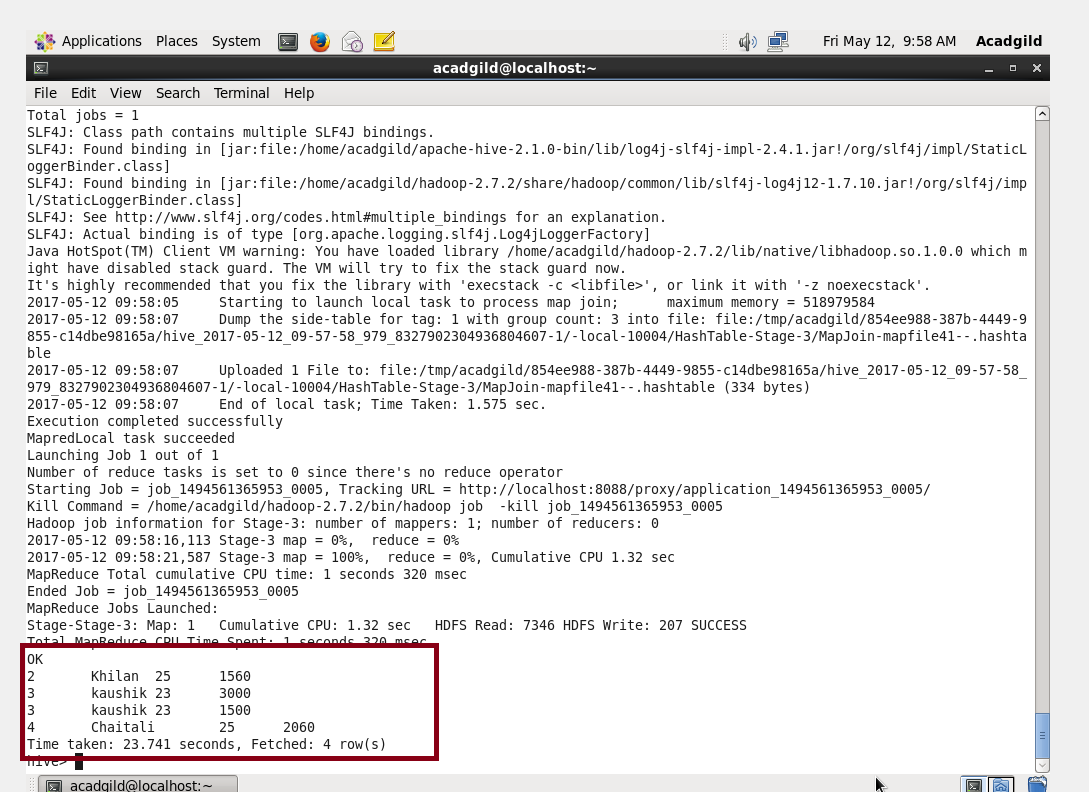 Applications Places System Fri May 12, 9:58 AM Acadgild
acadgild@localhost:~
File Edit View Search Terminal Help
Total jobs = 1
SLF4J: Class path contains multiple SLF4J bindings.
SLF4J: Found binding in [jar:file:/home/acadgild/apache-hive-2.1.0-bin/lib/log4j-slf4j-impl-2.4.1.jar!/org/slf4j/impl/StaticL
oggerBinder.class]
SLF4J: Found binding in [jar:file:/home/acadgild/hadoop-2.7.2/share/hadoop/common/lib/slf4j-log4j12-1.7.10.jar!/org/slf4j/imp
l/StaticLoggerBinder.class]
SLF4J: See http://www.slf4j.org/codes.html#multiple_bindings for an explanation.
SLF4J: Actual binding is of type [org.apache.logging.slf4j.Log4jLoggerFactory]
Java HotSpot(TM) Client VM warning: You have loaded library /home/acadgild/hadoop-2.7.2/lib/native/libhadoop.so.1.0.0 which m
ight have disabled stack guard. The VM will try to fix the stack guard now.
It's highly recommended that you fix the library with 'execstack -c <libfile>', or link it with '-z noexecstack'.
2017-05-12 09:58:05     Starting to launch local task to process map join;      maximum memory = 518979584
2017-05-12 09:58:07     Dump the side-table for tag: 1 with group count: 3 into file: file:/tmp/acadgild/854ee988-387b-4449-9
855-c14dbe98165a/hive_2017-05-12_09-57-58_979_8327902304936804607-1/-local-10004/HashTable-Stage-3/MapJoin-mapfile41--.hashta
ble
2017-05-12 09:58:07     Uploaded 1 File to: file:/tmp/acadgild/854ee988-387b-4449-9855-c14dbe98165a/hive_2017-05-12_09-57-58_
979_8327902304936804607-1/-local-10004/HashTable-Stage-3/MapJoin-mapfile41--.hashtable (334 bytes)
2017-05-12 09:58:07     End of local task; Time Taken: 1.575 sec.
Execution completed successfully
MapredLocal task succeeded
Launching Job 1 out of 1
Number of reduce tasks is set to 0 since there's no reduce operator
Starting Job = job_1494561365953_0005, Tracking URL = http://localhost:8088/proxy/application_1494561365953_0005/
Kill Command = /home/acadgild/hadoop-2.7.2/bin/hadoop job  -kill job_1494561365953_0005
Hadoop job information for Stage-3: number of mappers: 1; number of reducers: 0
2017-05-12 09:58:16,113 Stage-3 map = 0%,  reduce = 0%
2017-05-12 09:58:21,587 Stage-3 map = 100%,  reduce = 0%, Cumulative CPU 1.32 sec
MapReduce Total cumulative CPU time: 1 seconds 320 msec
Ended Job = job_1494561365953_0005
MapReduce Jobs Launched:
Stage-Stage-3: Map: 1   Cumulative CPU: 1.32 sec   HDFS Read: 7346 HDFS Write: 207 SUCCESS
Total MapReduce CPU Time Spent: 1 seconds 320 msec
OK
2       Khilan  25      1560
3       kaushik 23      3000
3       kaushik 23      1500
4       Chaitali        25      2060
Time taken: 23.741 seconds, Fetched: 4 row(s)
hive>
acadgild@localhost:~